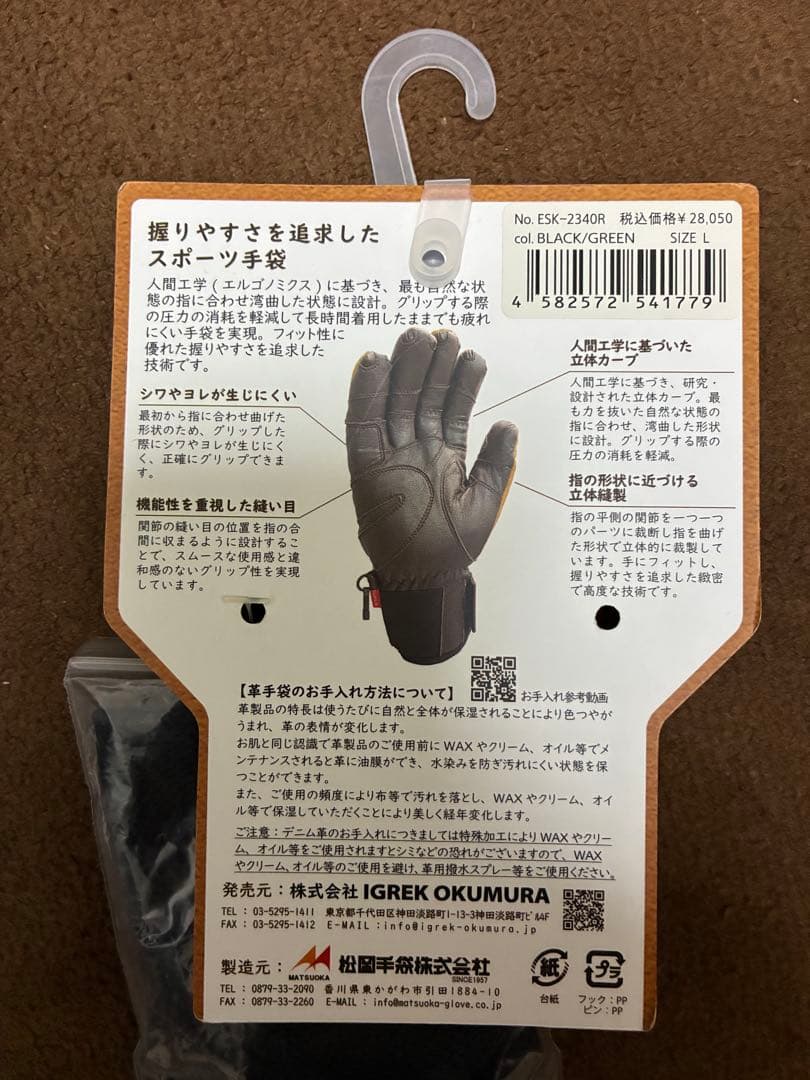 No. ESK-2340R 税込価格¥28,050
col. BLACK/GREEN SIZE L
4 582572 541779
握りやすさを追求した
スポーツ手袋
人間工学(エルゴノミクス)に基づき、最も自然な状
態の指に合わせ湾曲した状態に設計。グリップする際
の圧力の消耗を軽減して長時間着用したままでも疲れ
にくい手袋を実現。フィット性に
優れた握りやすさを追求した
技術です。
シワやヨレが生じにくい
最初から指に合わせ曲げた
形状のため、グリップした
際にシワやヨレが生じにく
く、正確にグリップできま
す。
機能性を重視した縫い目
関節の縫い目の位置を指の合
間に収まるように設計するこ
とで、スムースな使用感と違
和感のないグリップ性を実現
しています。
人間工学に基づいた
立体カーブ
人間工学に基づき、研究・
設計された立体カーブ。最
も力を抜いた自然な状態の
指に合わせ、湾曲した形状
に設計。グリップする際の
圧力の消耗を軽減。
指の形状に近づける
立体縫製
指の平側の関節を一つ一つ
のパーツに裁断し指を曲げ
た形状で立体的に裁製して
います。手にフィットし、
握りやすさを追求した緻密
で高度な技術です。
【革手袋のお手入れ方法について】
お手入れ参考動画
革製品の特長は使うたびに自然と全体が保湿されることにより色つやが
うまれ、革の表情が変化します。
お肌と同じ認識で革製品のご使用前にWAXやクリーム、オイル等でメ
ンテナンスされると革に油膜ができ、水染みを防ぎ汚れにくい状態を保
つことができます。
また、ご使用の頻度により布等で汚れを落とし、WAXやクリーム、オイ
ル等で保湿していただくことにより美しく経年変化します。
ご注意:デニム革のお手入れにつきましては特殊加工によりWAXやクリー
ム、オイル等をご使用されますとシミなどの恐れがございますので、WAX
やクリーム、オイル等のご使用を避け、革用撥水スプレー等をご使用ください。
発売元:株式会社 IGREK OKUMURA
TEL : 03-5295-1411 東京都千代田区神田淡路町1-13-3神田淡路町ビル4F
FAX : 03-5295-1412 E-MAIL :info@igrek-okumura.jp
製造元: MATSUOKA 松岡手袋株式会社
SINCE1957
TEL : 0879-33-2090 香川県東かがわ市引田1884-10
FAX : 0879-33-2260 E-MAIL : info@matsuoka-glove.co.jp
紙
台紙
プラ
フック:PP
ピン:PP